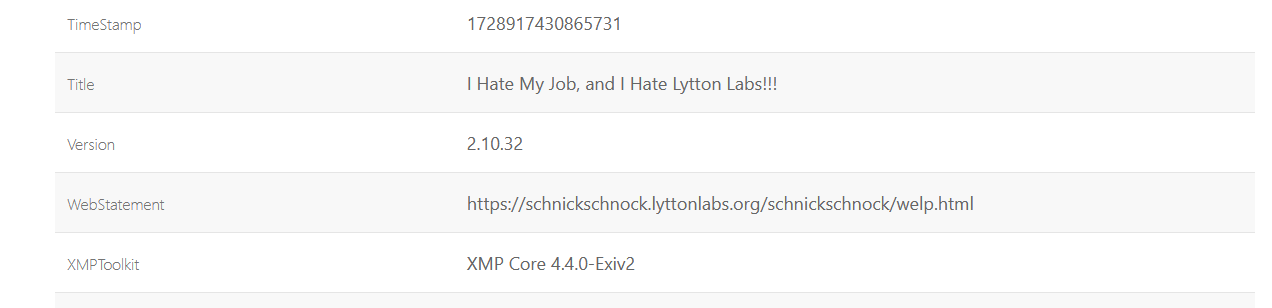 TimeStamp 1728917430865731
Title I Hate My Job, and I Hate Lytton Labs!!!
Version 2.10.32
WebStatement https://schnickschnock.lyttonlabs.org/schnickschnock/welp.html
XMPToolkit XMP Core 4.4.0-Exiv2